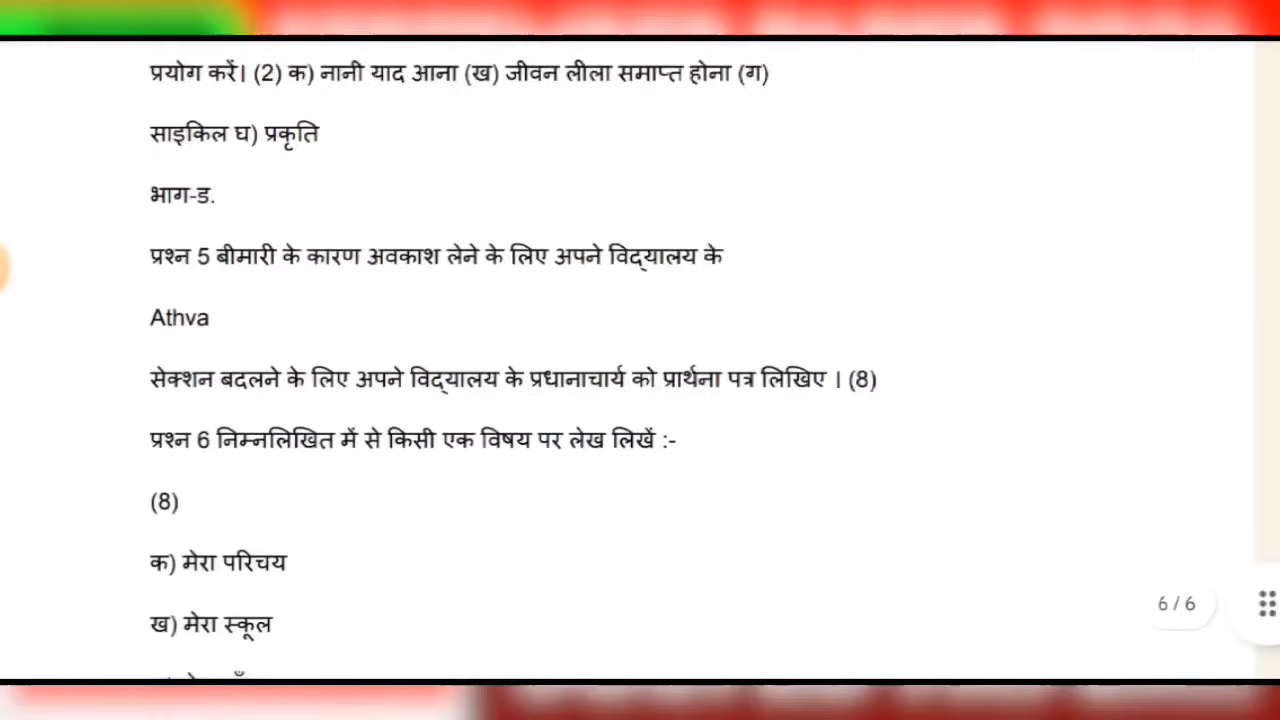 प्रयोग करें। (2) क) नानी याद आना (ख) जीवन लीला समाप्त होना (ग)
साइकिल घ) प्रकृति
भाग-ड.
प्रश्न 5 बीमारी के कारण अवकाश लेने के लिए अपने विद्यालय के
Athva
सेक्शन बदलने के लिए अपने विद्यालय के प्रधानाचार्य को प्रार्थना पत्र लिखिए । (8)
प्रश्न 6 निम्नलिखित में से किसी एक विषय पर लेख लिखें :-
(8)
क) मेरा परिचय
ख) मेरा स्कूल
6 / 6